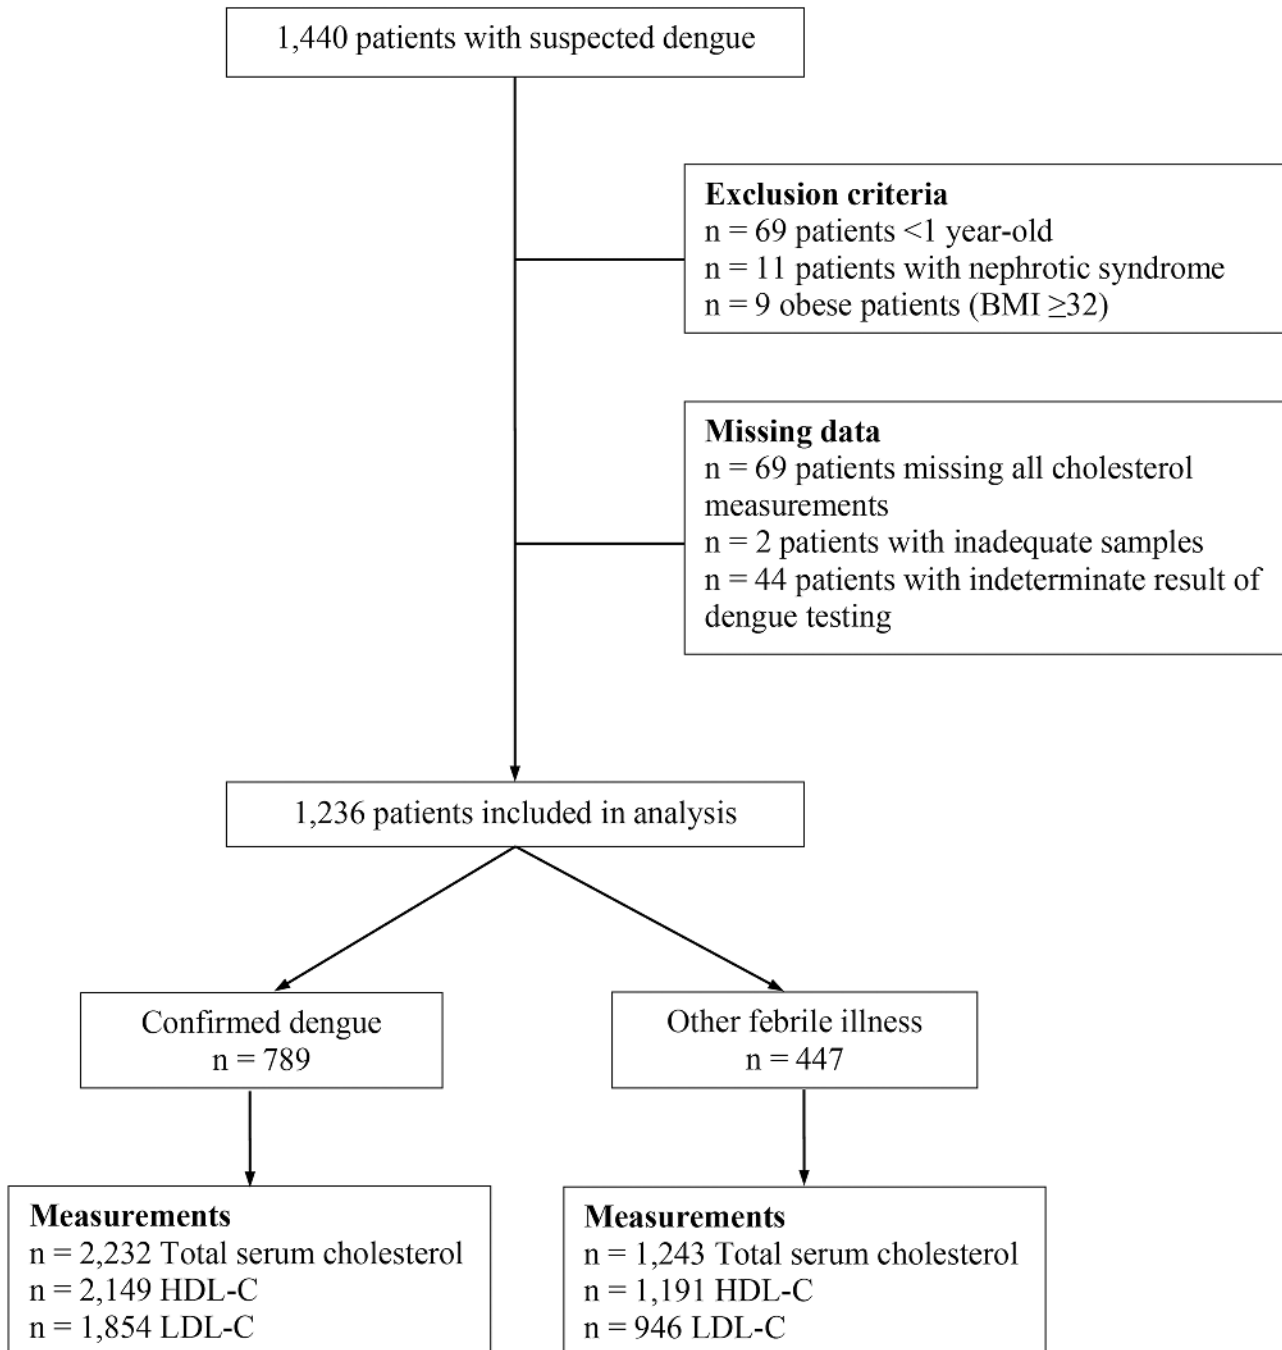 1,440 patients with suspected dengue
Exclusion criteria
n = 69 patients <1 year-old
n = 11 patients with nephrotic syndrome
n = 9 obese patients (BMI ≥32)
Missing data
n = 69 patients missing all cholesterol
measurements
n = 2 patients with inadequate samples
n = 44 patients with indeterminate result of
dengue testing
1,236 patients included in analysis
Confirmed dengue
n = 789
Other febrile illness
n = 447
Measurements
n = 2,232 Total serum cholesterol
n = 2,149 HDL-C
n = 1,854 LDL-C
Measurements
n = 1,243 Total serum cholesterol
n = 1,191 HDL-C
n = 946 LDL-C